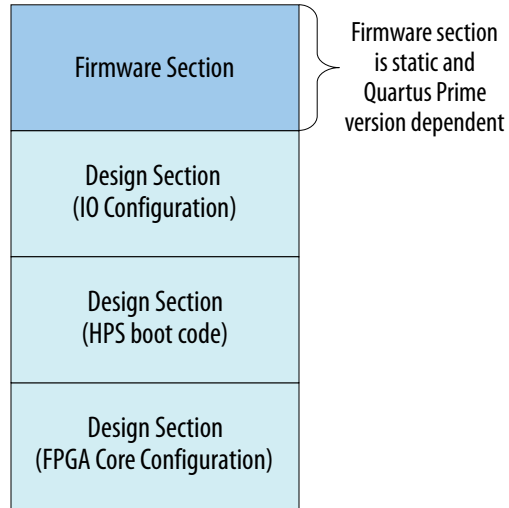 Firmware Section
Firmware section
is static and
Quartus Prime
version dependent
Design Section
(IO Configuration)
Design Section
(HPS boot code)
Design Section
(FPGA Core Configuration)